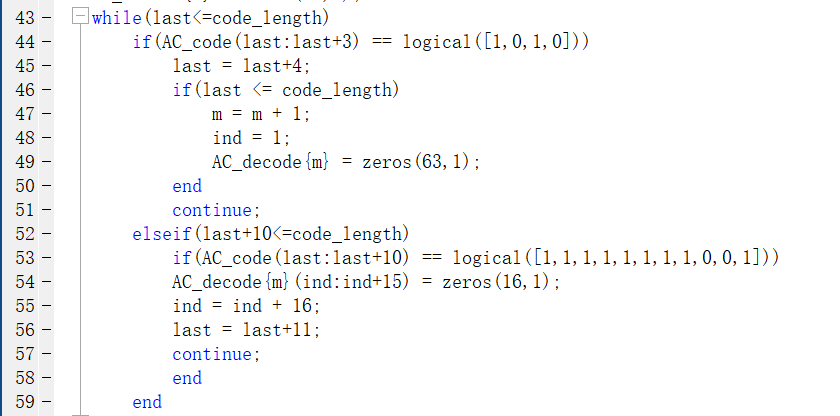 43 - while(last<=code_length)
44 - if(AC_code(last:last+3) == logical([1,0,1,0]))
45 - last = last+4;
46 - if(last <= code_length)
47 - m = m + 1;
48 - ind = 1;
49 - AC_decode{m} = zeros(63,1);
50 - end
51 - continue;
52 - elseif(last+10<=code_length)
53 - if(AC_code(last:last+10) == logical([1,1,1,1,1,1,1,1,0,0,1]))
54 - AC_decode{m}(ind:ind+15) = zeros(16,1);
55 - ind = ind + 16;
56 - last = last+11;
57 - continue;
58 - end
59 - end